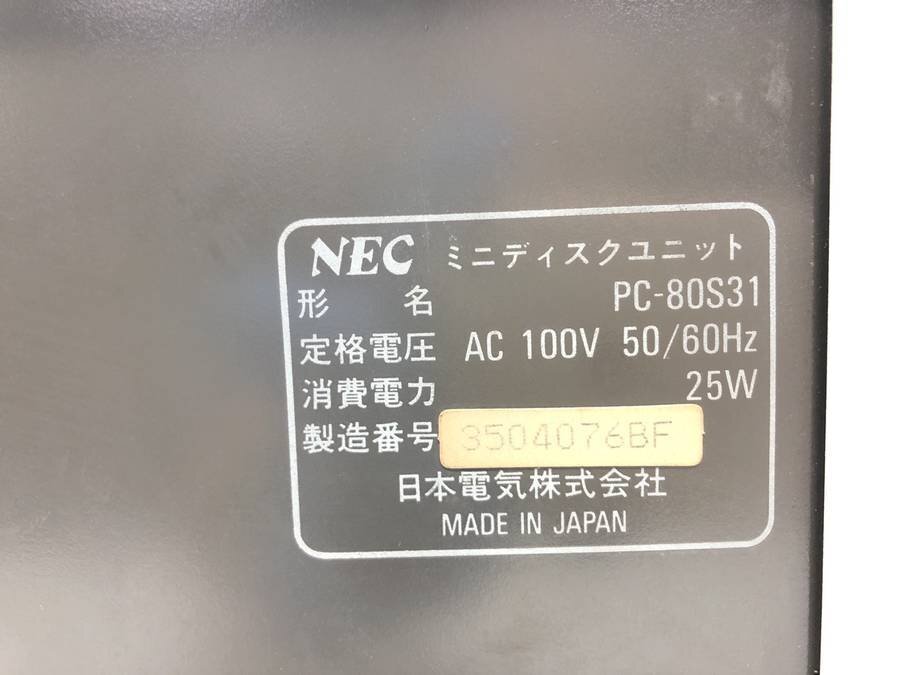 NEC ミニディスクユニット
形名 PC-80S31
定格電圧 AC 100V 50/60Hz
消費電力 25W
製造番号 3504076BF
日本電気株式会社
MADE IN JAPAN